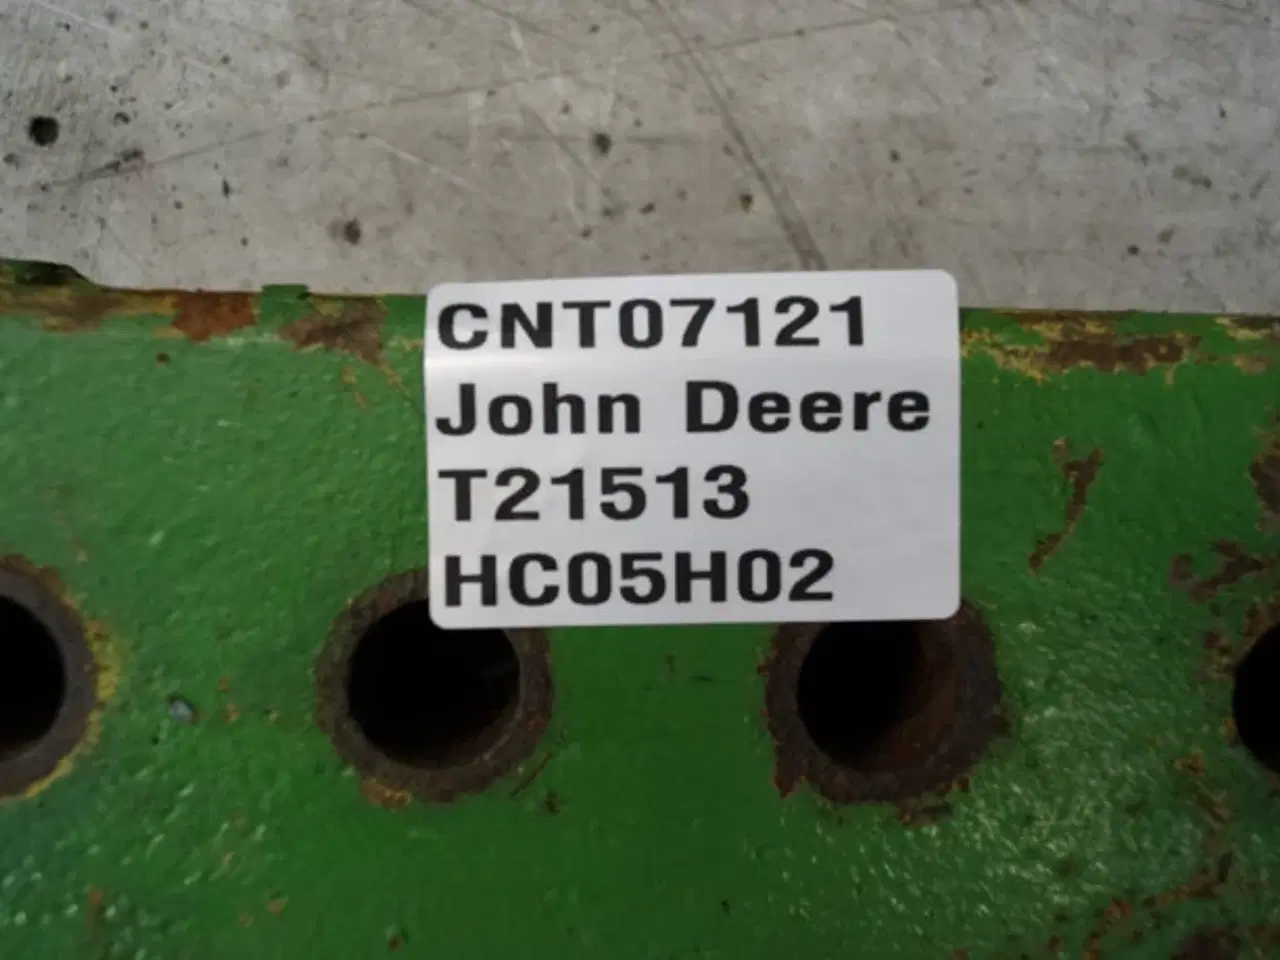 CNT07121
John Deere
T21513
HC05H02